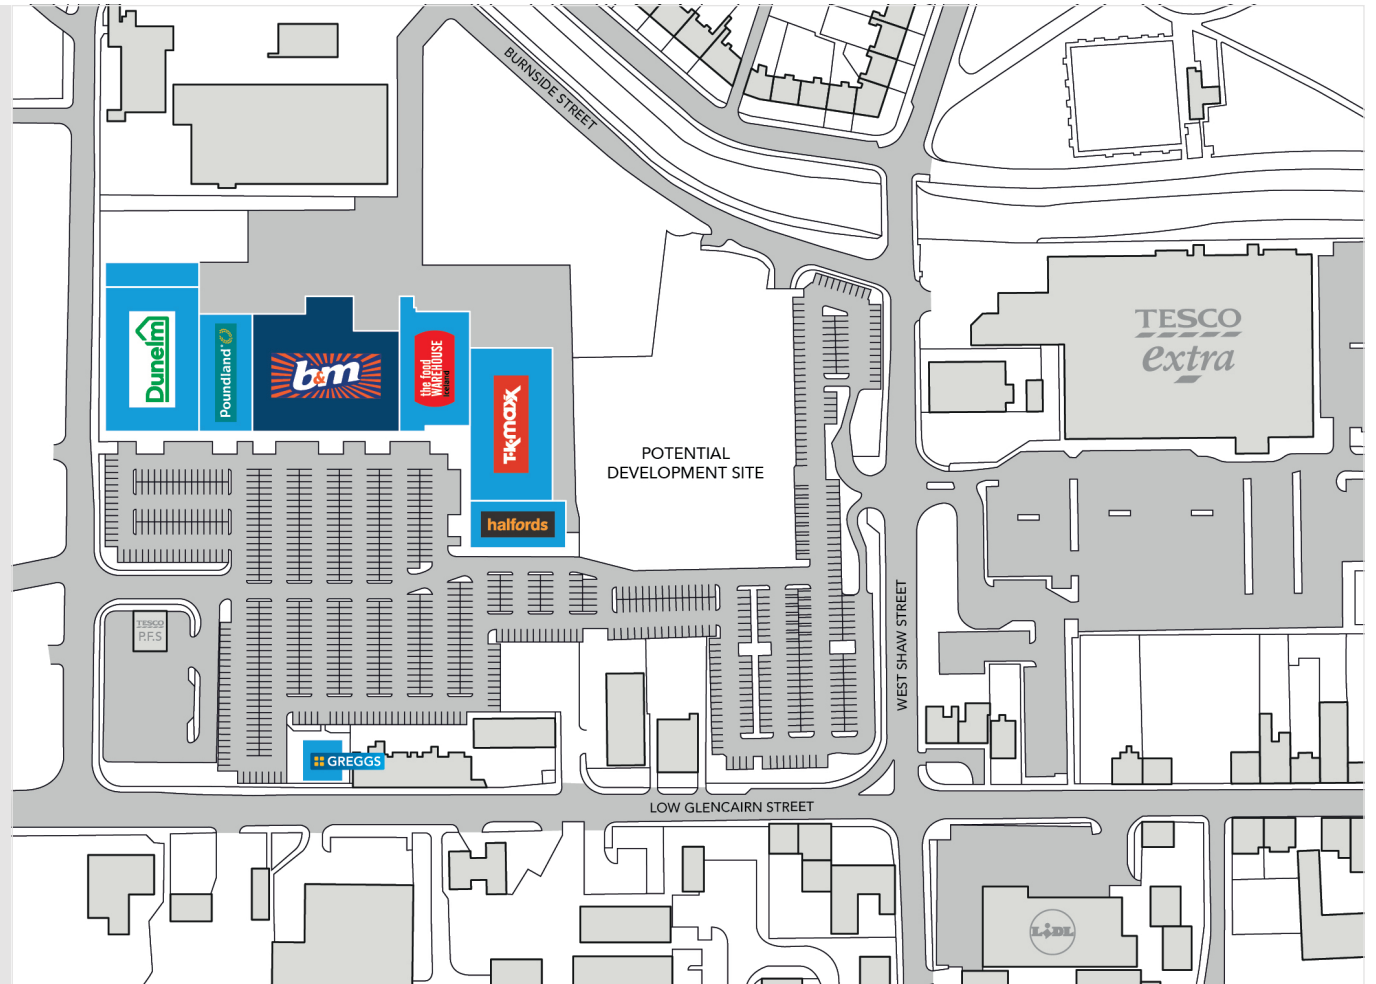 BURNSIDE STREET
TESCO
extra
Dunelm
Poundland
b&m
the food
WAREHOUSE
Iceland
T·K·maxx
POTENTIAL
DEVELOPMENT SITE
halfords
WEST SHAW STREET
TESCO
P.F.S
GREGGS
LOW GLENCAIRN STREET
LiDL